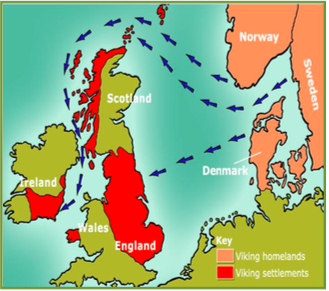 Norway
Sweden
Scotland
Denmark
Ireland
Wales
England
Key
Viking homelands
Viking settlements